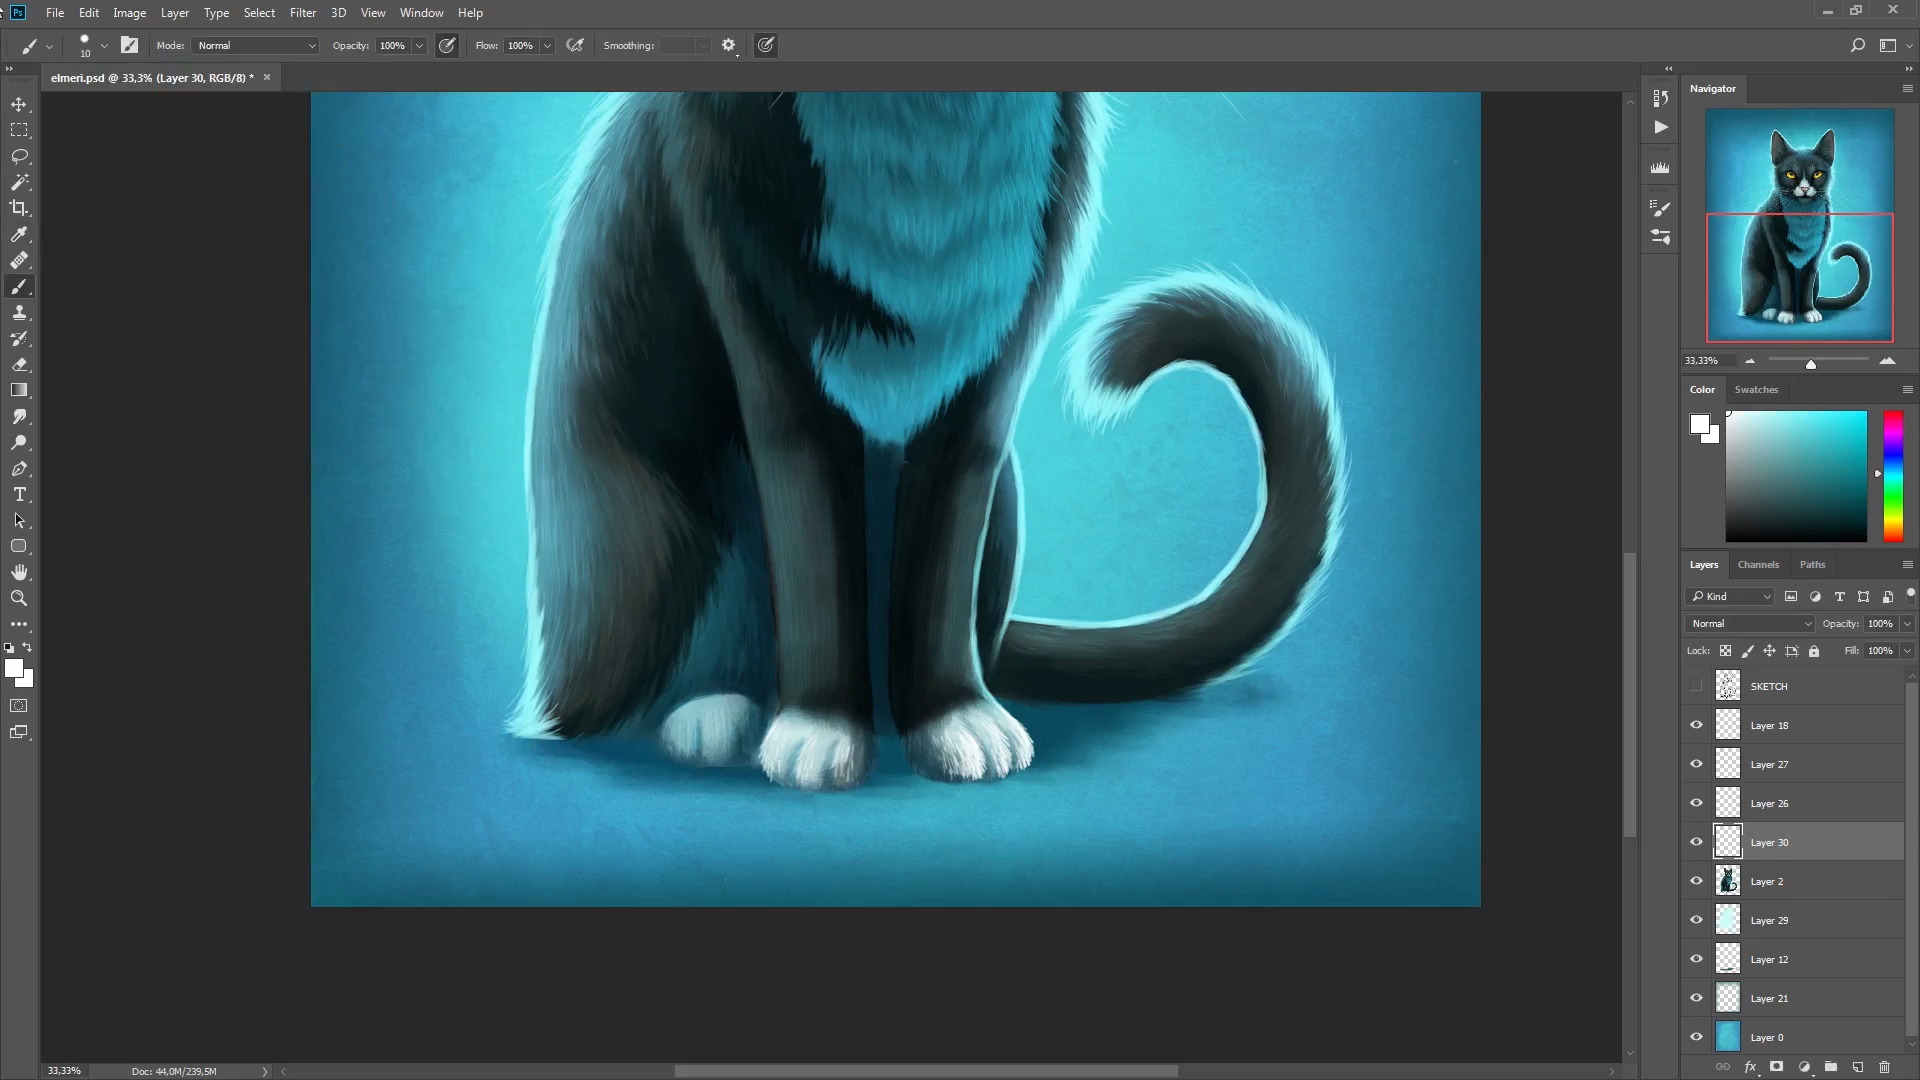 Ps File Edit Image Layer Type Select Filter 3D View Window Help
10 Mode: Normal Opacity: 100% Flow: 100% Smoothing:
elmeri.psd @ 33,3% (Layer 30, RGB/8) *
Navigator
33,33%
Color Swatches
Layers Channels Paths
Kind
Normal Opacity: 100%
Lock: Fill: 100%
SKETCH
Layer 18
Layer 27
Layer 26
Layer 30
Layer 2
Layer 29
Layer 12
Layer 21
Layer 0
33,33% Doc: 44,0M/239,5M